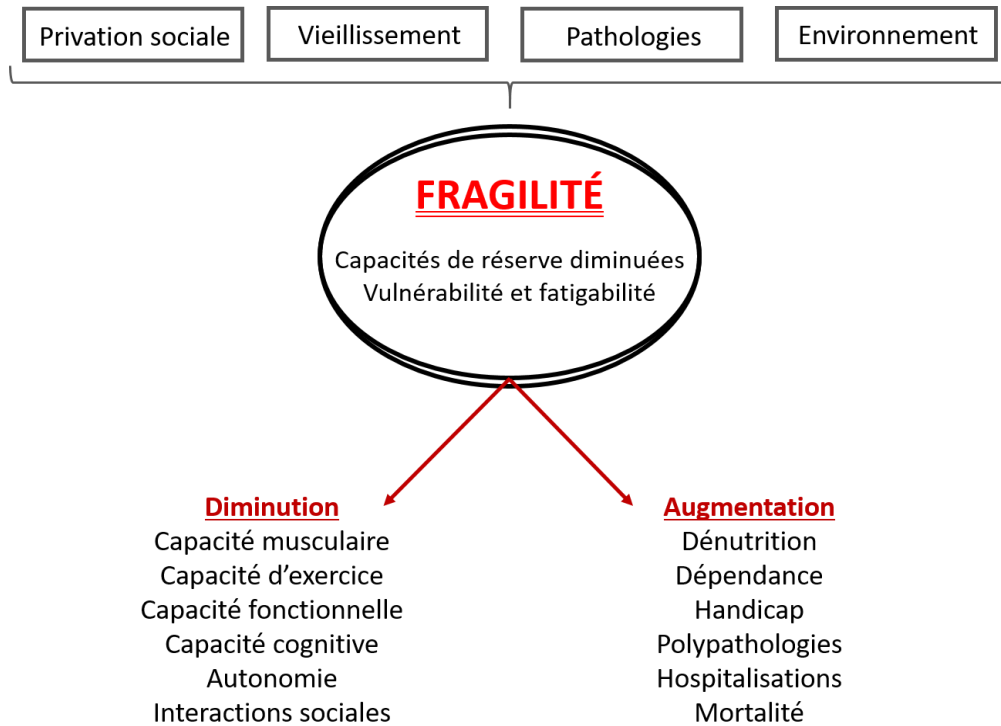 Privation sociale
Vieillissement
Pathologies
Environnement
FRAGILITÉ
Capacités de réserve diminuées
Vulnérabilité et fatigabilité
Diminution
Capacité musculaire
Capacité d'exercice
Capacité fonctionnelle
Capacité cognitive
Autonomie
Interactions sociales
Augmentation
Dénutrition
Dépendance
Handicap
Polypathologies
Hospitalisations
Mortalité